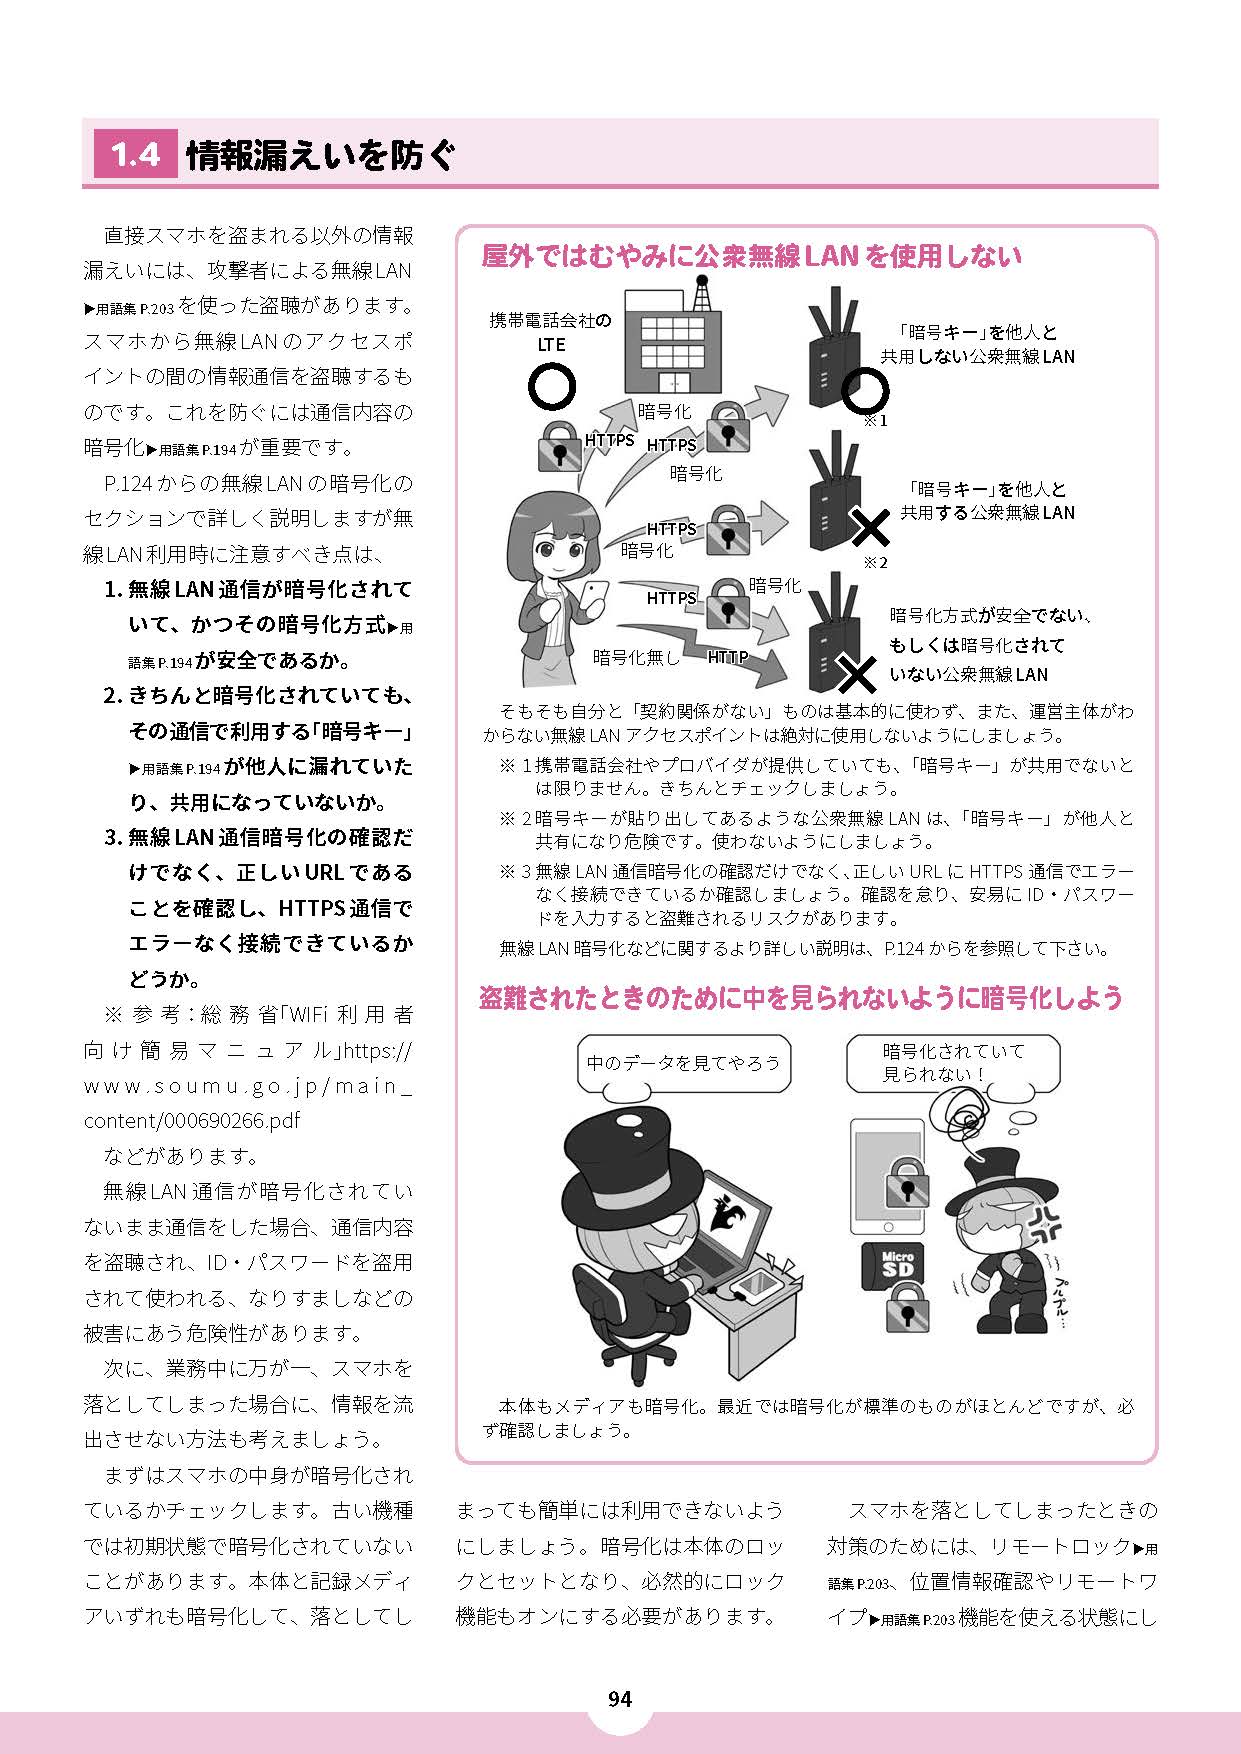 1.4 情報漏えいを防ぐ
直接スマホを盗まれる以外の情報
漏えいには、攻撃者による無線LAN
▶用語集P.203を使った盗聴があります。
スマホから無線LANのアクセスポ
イントの間の情報通信を盗聴するも
のです。これを防ぐには通信内容の
暗号化▶用語集P.194が重要です。
P.124からの無線LANの暗号化の
セクションで詳しく説明しますが無
線LAN利用時に注意すべき点は、
1. 無線LAN通信が暗号化されて
いて、かつその暗号化方式▶用
語集P.194が安全であるか。
2. きちんと暗号化されていても、
その通信で利用する「暗号キー」
▶用語集P.194が他人に漏れていた
り、共用になっていないか。
3. 無線LAN通信暗号化の確認だ
けでなく、正しいURLである
ことを確認し、HTTPS通信で
エラーなく接続できているか
どうか。
※参考：総務省「WIFi利用者
向け簡易マニュアル」https://
www.soumu.go.jp/main_
content/000690266.pdf
などがあります。
無線LAN通信が暗号化されてい
ないまま通信をした場合、通信内容
を盗聴され、ID・パスワードを盗用
されて使われる、なりすましなどの
被害にあう危険性があります。
次に、業務中に万が一、スマホを
落としてしまった場合に、情報を流
出させない方法も考えましょう。
まずはスマホの中身が暗号化され
ているかチェックします。古い機種
では初期状態で暗号化されていない
ことがあります。本体と記録メディ
アいずれも暗号化して、落としてし
屋外ではむやみに公衆無線LANを使用しない
携帯電話会社の
LTE
「暗号キー」を他人と
共用しない公衆無線LAN
※1
暗号化
HTTPS
HTTPS
暗号化
「暗号キー」を他人と
共用する公衆無線LAN
※2
HTTPS
暗号化
暗号化
HTTPS
暗号化方式が安全でない、
もしくは暗号化されて
いない公衆無線LAN
暗号化無し
HTTP
そもそも自分と「契約関係がない」ものは基本的に使わず、また、運営主体がわ
からない無線LANアクセスポイントは絶対に使用しないようにしましょう。
※1携帯電話会社やプロバイダが提供していても、「暗号キー」が共用でないと
は限りません。きちんとチェックしましょう。
※2暗号キーが貼り出してあるような公衆無線LANは、「暗号キー」が他人と
共有になり危険です。使わないようにしましょう。
※3無線LAN通信暗号化の確認だけでなく、正しいURLにHTTPS通信でエラー
なく接続できているか確認しましょう。確認を怠り、安易にID・パスワー
ドを入力すると盗難されるリスクがあります。
無線LAN暗号化などに関するより詳しい説明は、P.124からを参照して下さい。
盗難されたときのために中を見られないように暗号化しよう
中のデータを見てやろう
暗号化されていて
見られない！
Micro
SD
プルプル…
本体もメディアも暗号化。最近では暗号化が標準のものがほとんどですが、必
ず確認しましょう。
まっても簡単には利用できないよう
にしましょう。暗号化は本体のロッ
クとセットとなり、必然的にロック
機能もオンにする必要があります。
スマホを落としてしまったときの
対策のためには、リモートロック▶用
語集P.203、位置情報確認やリモートワ
イプ▶用語集P.203機能を使える状態にし
94